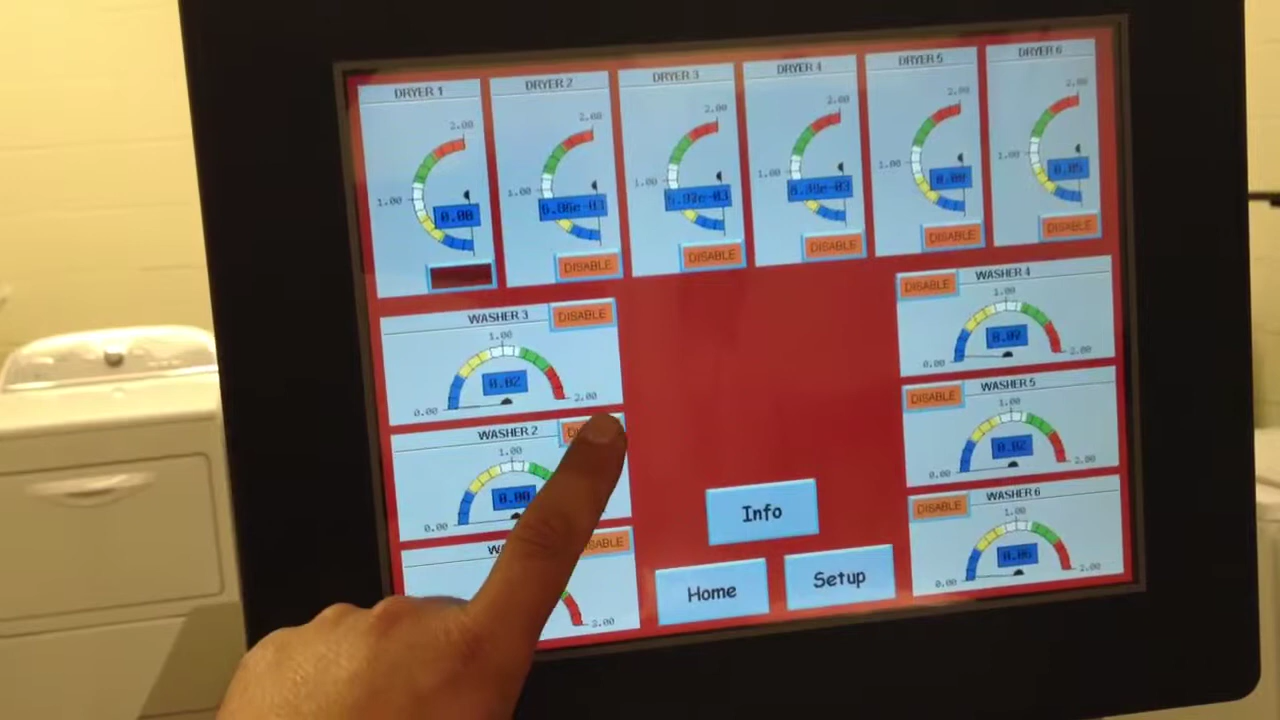 DRYER 1
2.00
1.00
0.00
DRYER 2
2.00
1.00
DISABLE
DRYER 3
2.00
1.00
DISABLE
DRYER 4
2.00
1.00
DISABLE
DRYER 5
2.00
1.00
0.00
DISABLE
DRYER 6
2.00
1.00
0.05
DISABLE
WASHER 3
DISABLE
1.00
0.02
0.00
2.00
WASHER 2
1.00
0.00
0.00
DISABLE
2.00
WASHER 4
DISABLE
1.00
0.00
2.00
WASHER 5
DISABLE
1.00
0.02
0.00
2.00
WASHER 6
DISABLE
1.00
0.06
0.00
2.00
Info
Home
Setup